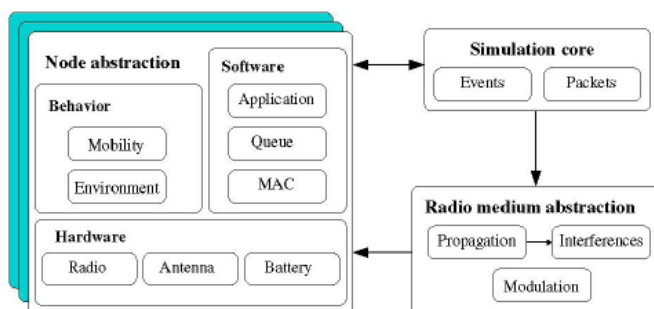 Node abstraction
Behavior
Mobility
Environment
Software
Application
Queue
MAC
Hardware
Radio
Antenna
Battery
Simulation core
Events
Packets
Radio medium abstraction
Propagation
Interferences
Modulation